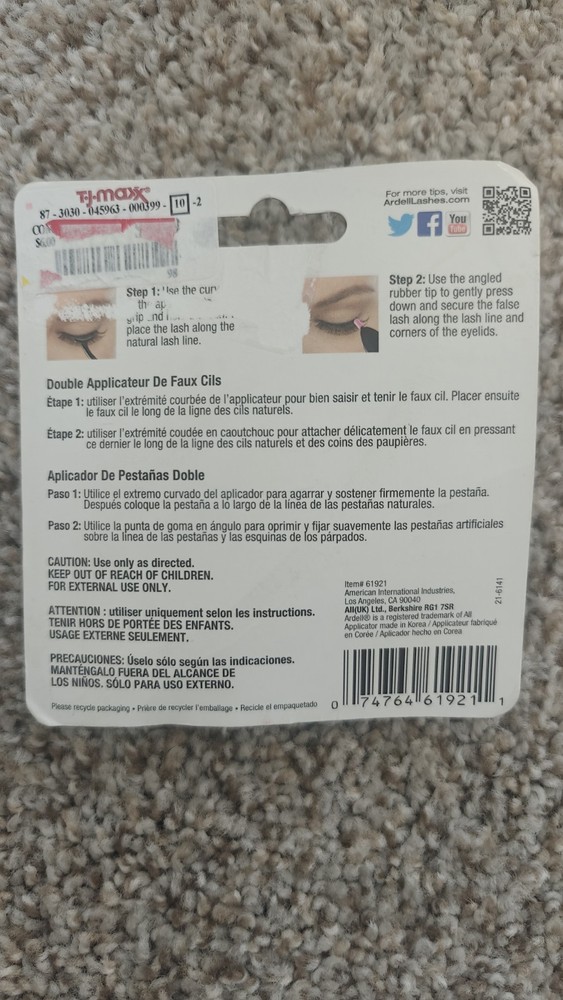 T·J·maxx
87 - 3030 - 045963 - 000399 - 10 -2
$6.00
98
For more tips, visit
ArdellLashes.com
You
Tube
Step 1: Use the
place the lash along the
natural lash line.
Step 2: Use the angled
rubber tip to gently press
down and secure the false
lash along the lash line and
corners of the eyelids.
Double Applicateur De Faux Cils
Étape 1: utiliser l'extrémité courbée de l'applicateur pour bien saisir et tenir le faux cil. Placer ensuite
le faux cil le long de la ligne des cils naturels.
Étape 2: utiliser l'extrémité coudée en caoutchouc pour attacher délicatement le faux cil en pressant
ce dernier le long de la ligne des cils naturels et des coins des paupières.
Aplicador De Pestañas Doble
Paso 1: Utilice el extremo curvado del aplicador para agarrar y sostener firmemente la pestaña.
Después coloque la pestaña a lo largo de la línea de las pestañas naturales.
Paso 2: Utilice la punta de goma en ángulo para oprimir y fijar suavemente las pestañas artificiales
sobre la línea de las pestañas y las esquinas de los párpados.
CAUTION: Use only as directed.
KEEP OUT OF REACH OF CHILDREN.
FOR EXTERNAL USE ONLY.
ATTENTION : utiliser uniquement selon les instructions.
TENIR HORS DE PORTÉE DES ENFANTS.
USAGE EXTERNE SEULEMENT.
PRECAUCIONES: Úselo sólo según las indicaciones.
MANTÉNGALO FUERA DEL ALCANCE DE
LOS NIÑOS. SÓLO PARA USO EXTERNO.
Please recycle packaging • Prière de recycler l'emballage • Recicle el empaquetado
Item# 61921
American International Industries,
Los Angeles, CA 90040
AII(UK) Ltd., Berkshire RG1 7SR
Ardell® is a registered trademark of AII
Applicator made in Korea / Applicateur fabriqué
en Corée / Aplicador hecho en Corea
21-6141
0 74764 61921 1